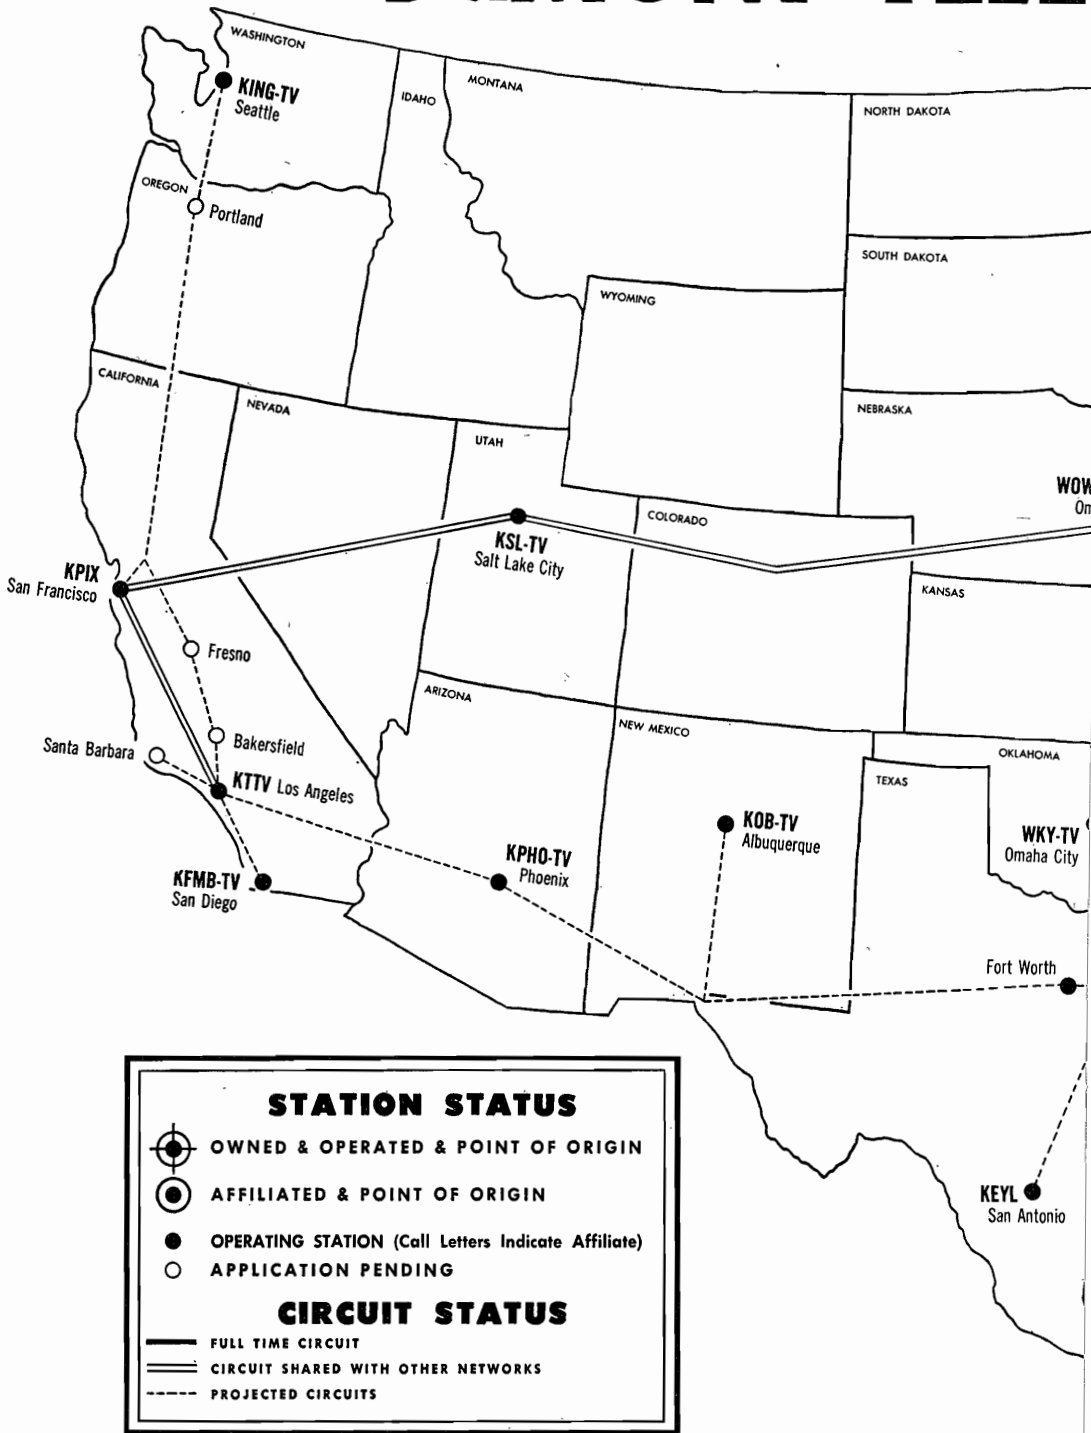 WASHINGTON
KING-TV
Seattle
IDAHO
MONTANA
NORTH DAKOTA
OREGON
Portland
SOUTH DAKOTA
WYOMING
CALIFORNIA
NEVADA
UTAH
NEBRASKA
WOW
Om
KSL-TV
Salt Lake City
COLORADO
KPIX
San Francisco
KANSAS
Fresno
ARIZONA
NEW MEXICO
Santa Barbara
Bakersfield
OKLAHOMA
KTTV Los Angeles
TEXAS
KOB-TV
Albuquerque
WKY-TV
Omaha City
KPHO-TV
Phoenix
KFMB-TV
San Diego
Fort Worth
KEYL
San Antonio
STATION STATUS
OWNED & OPERATED & POINT OF ORIGIN
AFFILIATED & POINT OF ORIGIN
OPERATING STATION (Call Letters Indicate Affiliate)
APPLICATION PENDING
CIRCUIT STATUS
FULL TIME CIRCUIT
CIRCUIT SHARED WITH OTHER NETWORKS
PROJECTED CIRCUITS